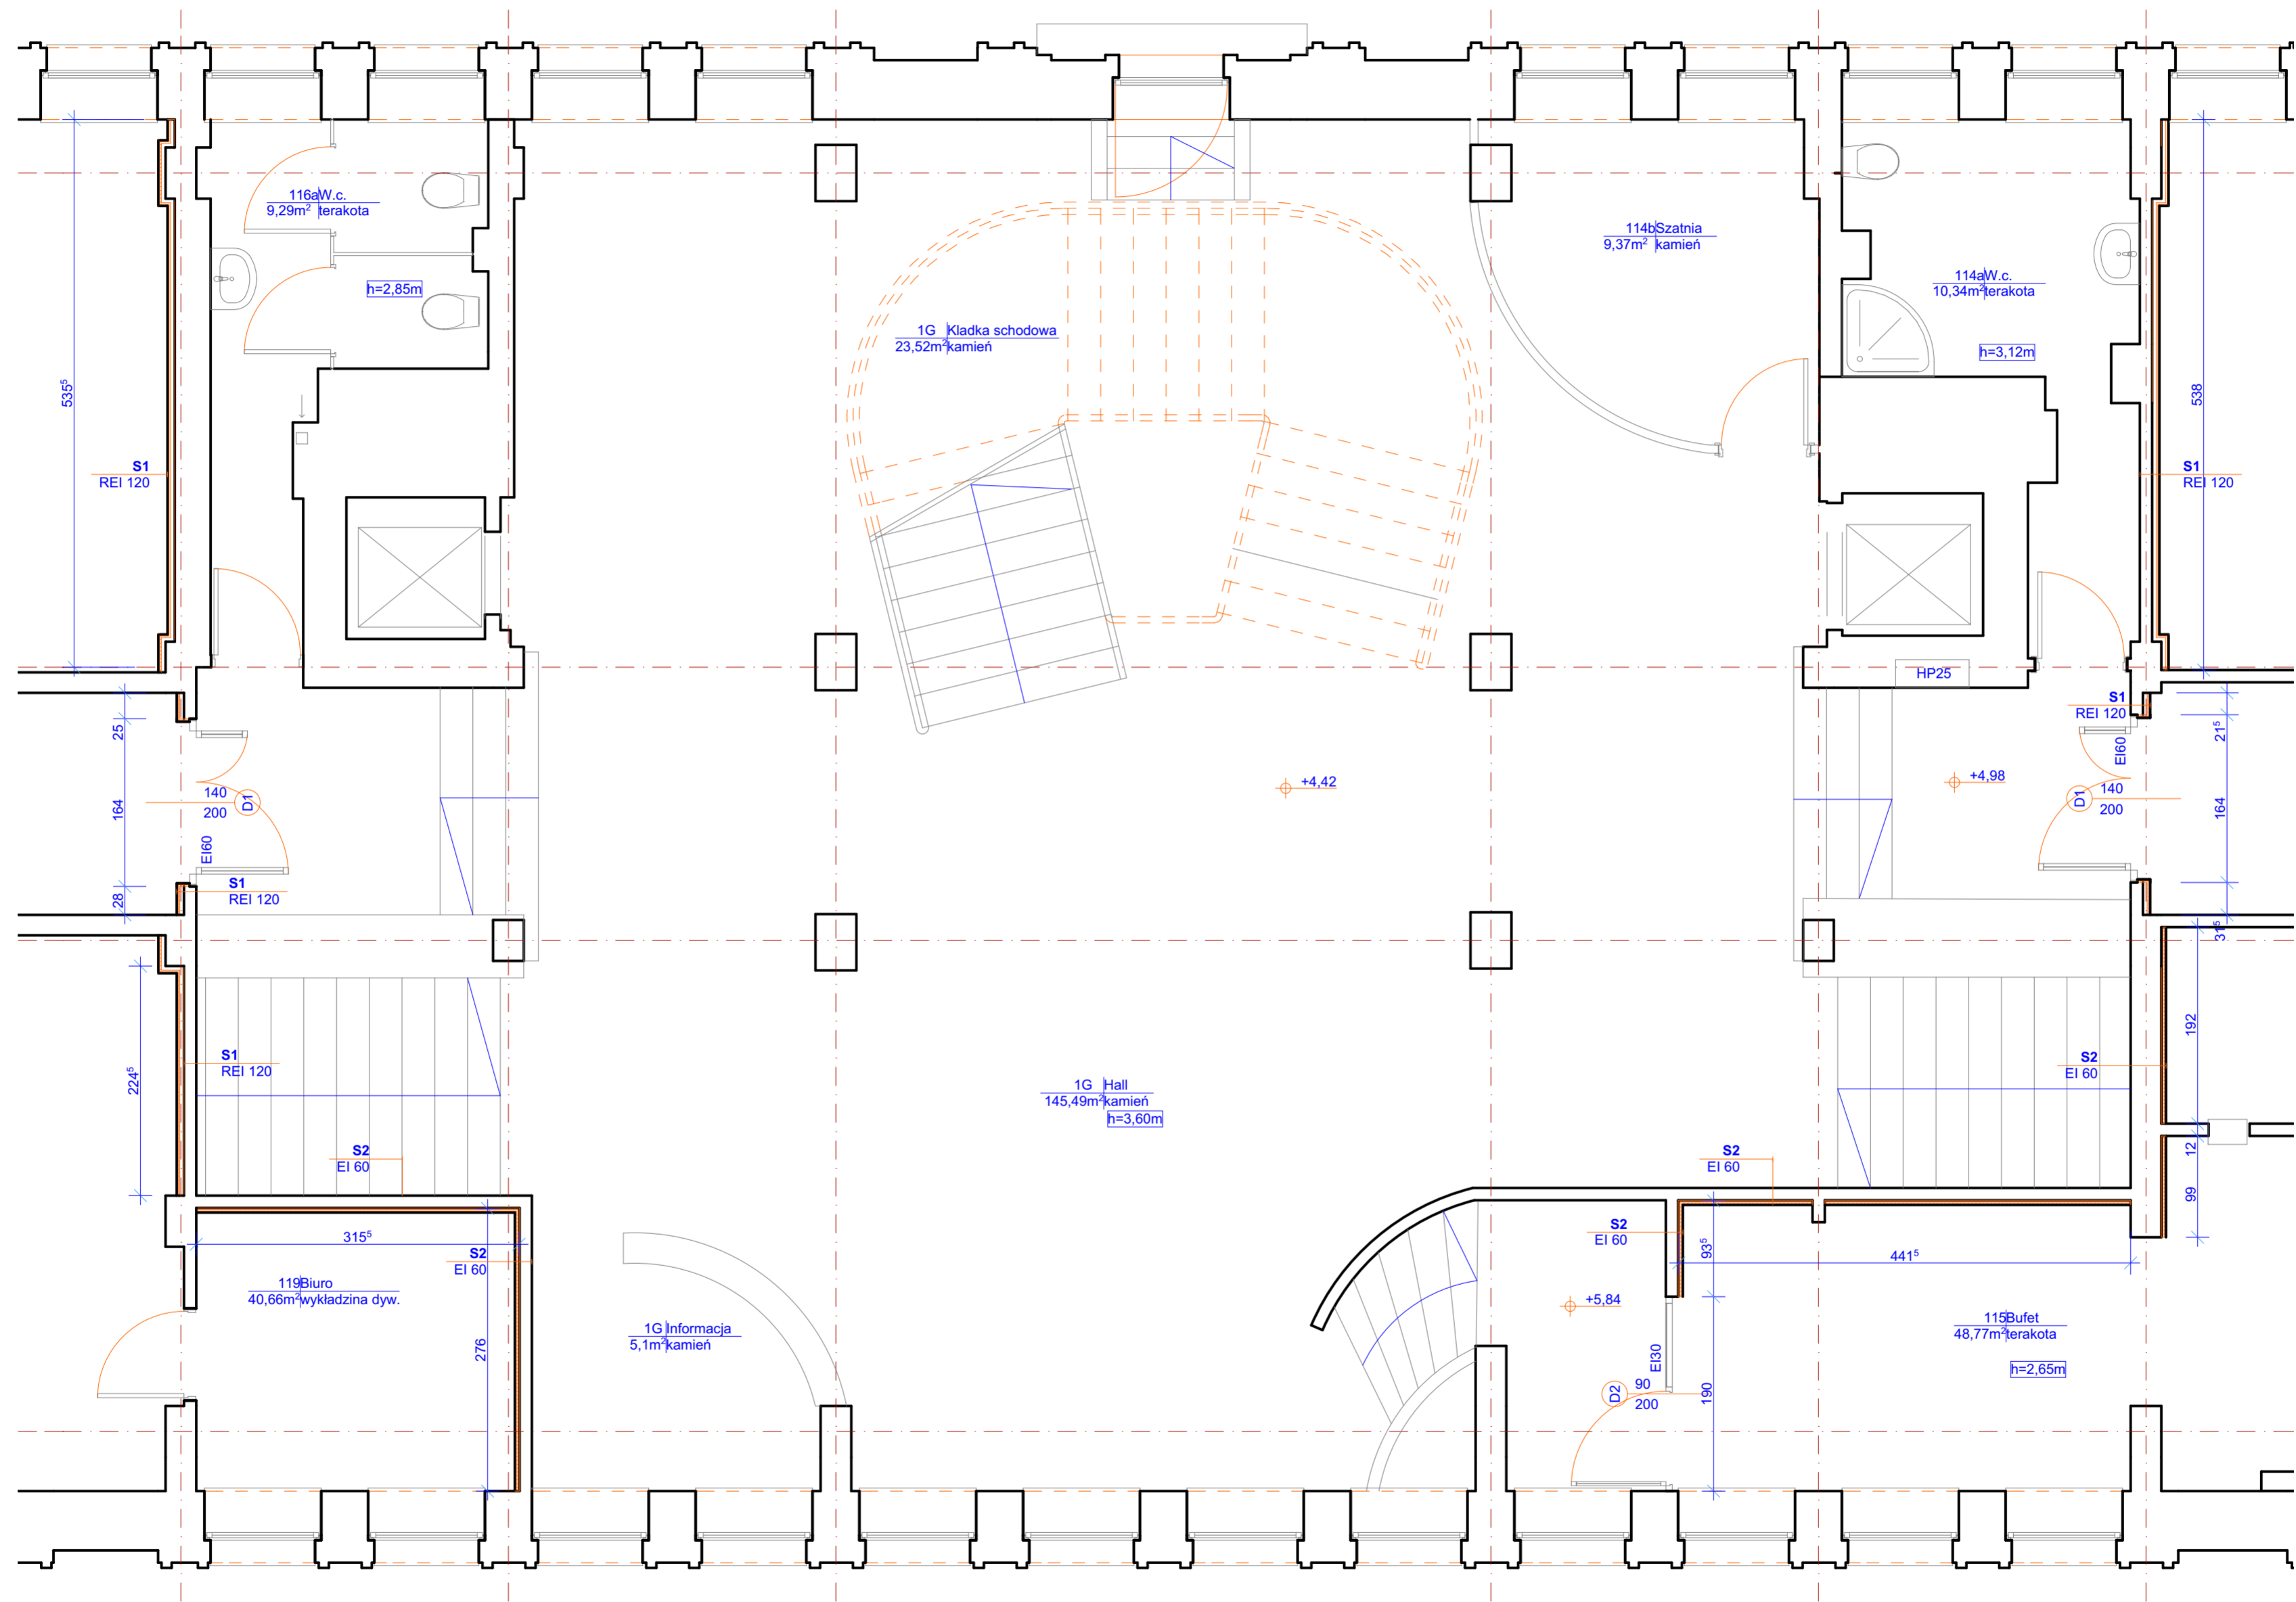 116a W.c.
9,29m² terakota
h=2,85m
114b Szatnia
9,37m² kamień
114a W.c.
10,34m² terakota
h=3,12m
1G Kladka schodowa
23,52m² kamień
535⁵
538
S1
REI 120
S1
REI 120
HP25
S1
REI 120
25
164
28
140
200
D1
EI60
S1
REI 120
+4,42
+4,98
EI60
D1
140
200
21⁵
164
31⁵
224⁵
S1
REI 120
S2
EI 60
1G Hall
145,49m² kamień
h=3,60m
S2
EI 60
S2
EI 60
192
12
99
315⁵
S2
EI 60
119 Biuro
40,66m² wykładzina dyw.
276
1G Informacja
5,1m² kamień
S2
EI 60
93⁵
441⁵
+5,84
EI30
D2
90
200
190
115 Bufet
48,77m² terakota
h=2,65m